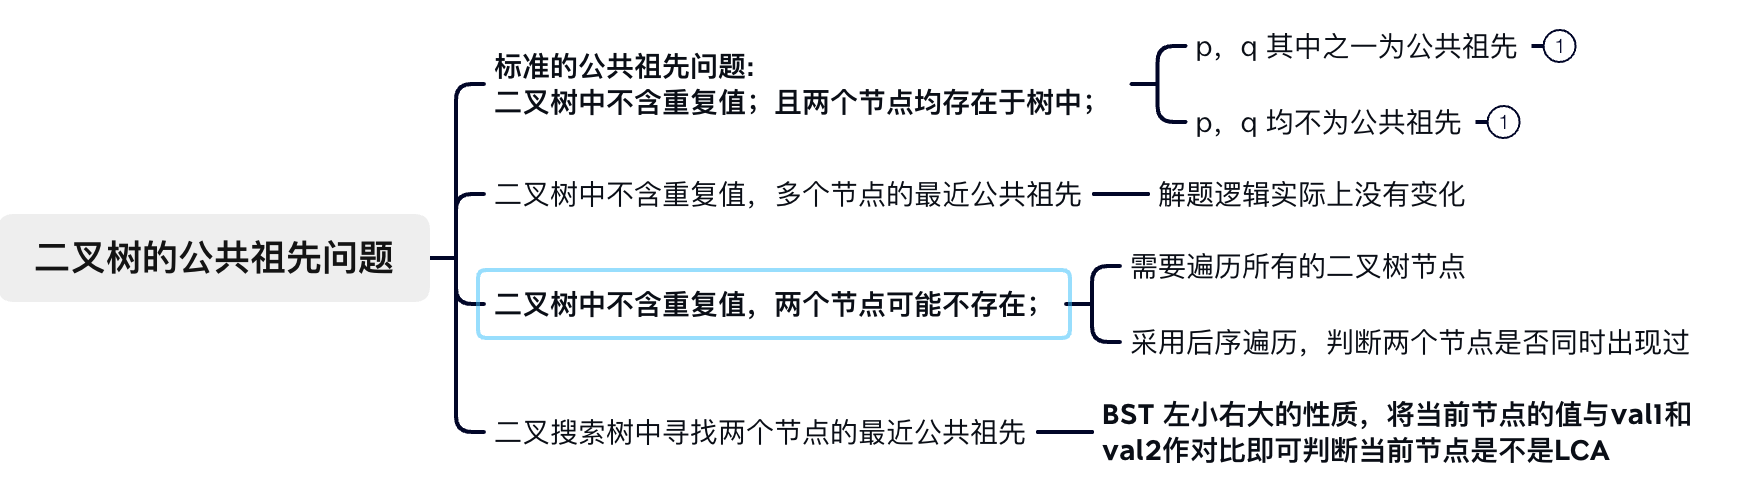 二叉树的公共祖先问题
标准的公共祖先问题:
二叉树中不含重复值；且两个节点均存在于树中；
p，q 其中之一为公共祖先
1
p，q 均不为公共祖先
1
二叉树中不含重复值，多个节点的最近公共祖先
解题逻辑实际上没有变化
二叉树中不含重复值，两个节点可能不存在；
需要遍历所有的二叉树节点
采用后序遍历，判断两个节点是否同时出现过
二叉搜索树中寻找两个节点的最近公共祖先
BST 左小右大的性质，将当前节点的值与val1和
val2作对比即可判断当前节点是不是LCA